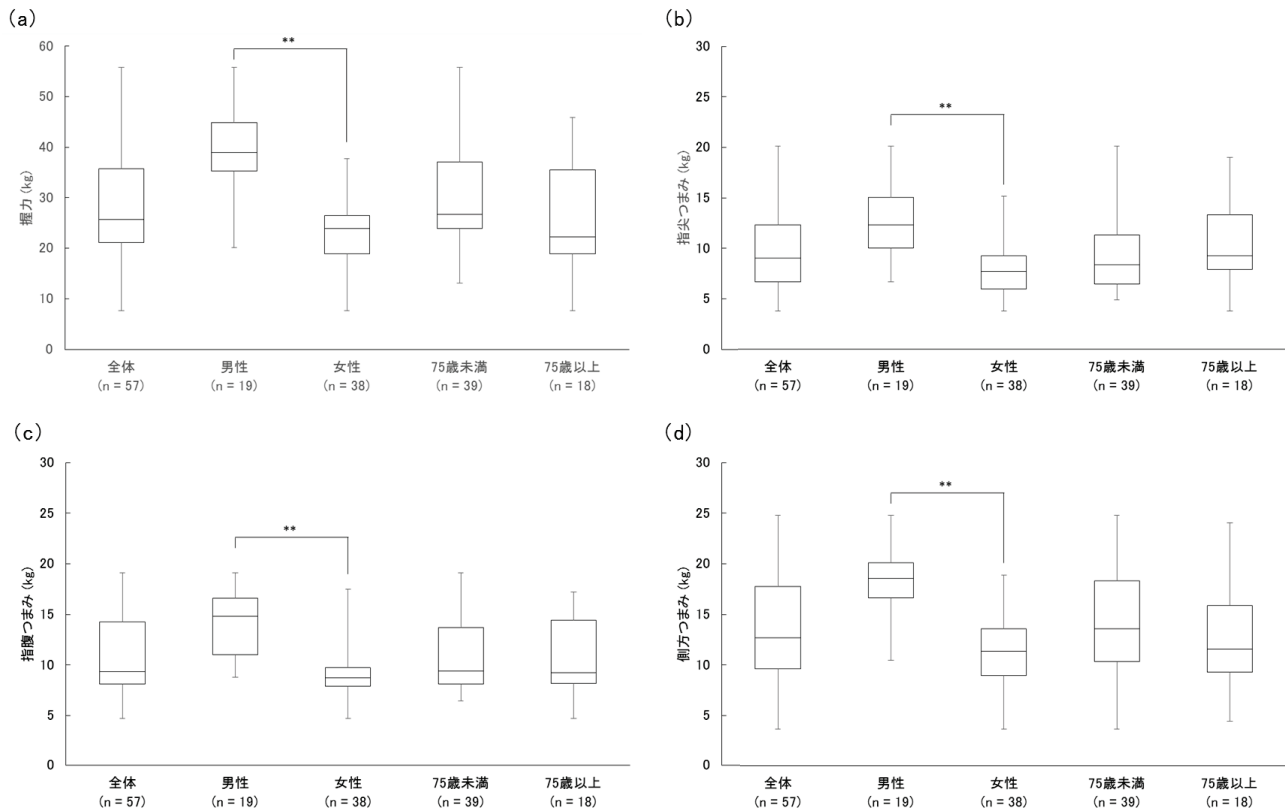 (a)
60
50
40
30
20
10
0
握力 (kg)
**
全体 男性 女性 75歳未満 75歳以上
(n = 57) (n = 19) (n = 38) (n = 39) (n = 18)
(b)
30
25
20
15
10
5
0
指尖つまみ (kg)
**
全体 男性 女性 75歳未満 75歳以上
(n = 57) (n = 19) (n = 38) (n = 39) (n = 18)
(c)
30
25
20
15
10
5
0
指腹つまみ (kg)
**
全体 男性 女性 75歳未満 75歳以上
(n = 57) (n = 19) (n = 38) (n = 39) (n = 18)
(d)
30
25
20
15
10
5
0
側方つまみ (kg)
**
全体 男性 女性 75歳未満 75歳以上
(n = 57) (n = 19) (n = 38) (n = 39) (n = 18)